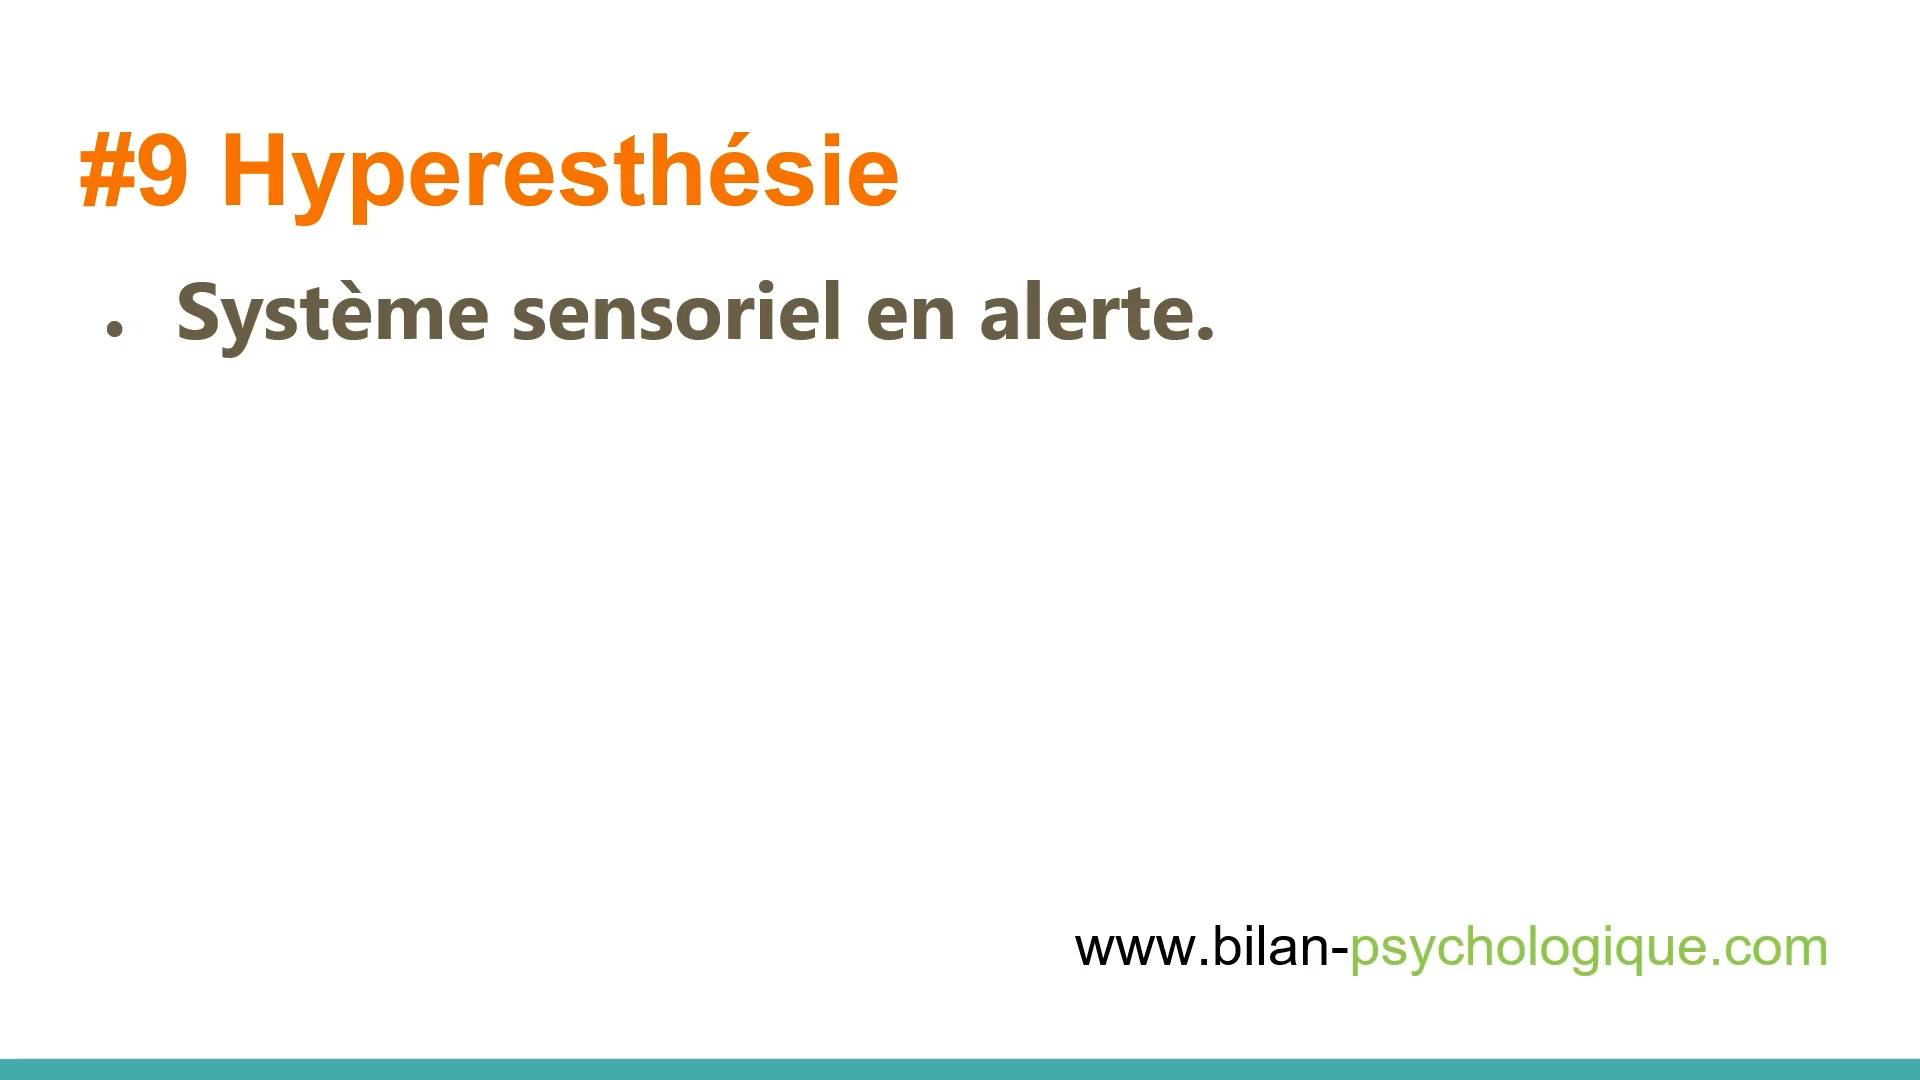 #9 Hyperesthésie
• Système sensoriel en alerte.
www.bilan-psychologique.com